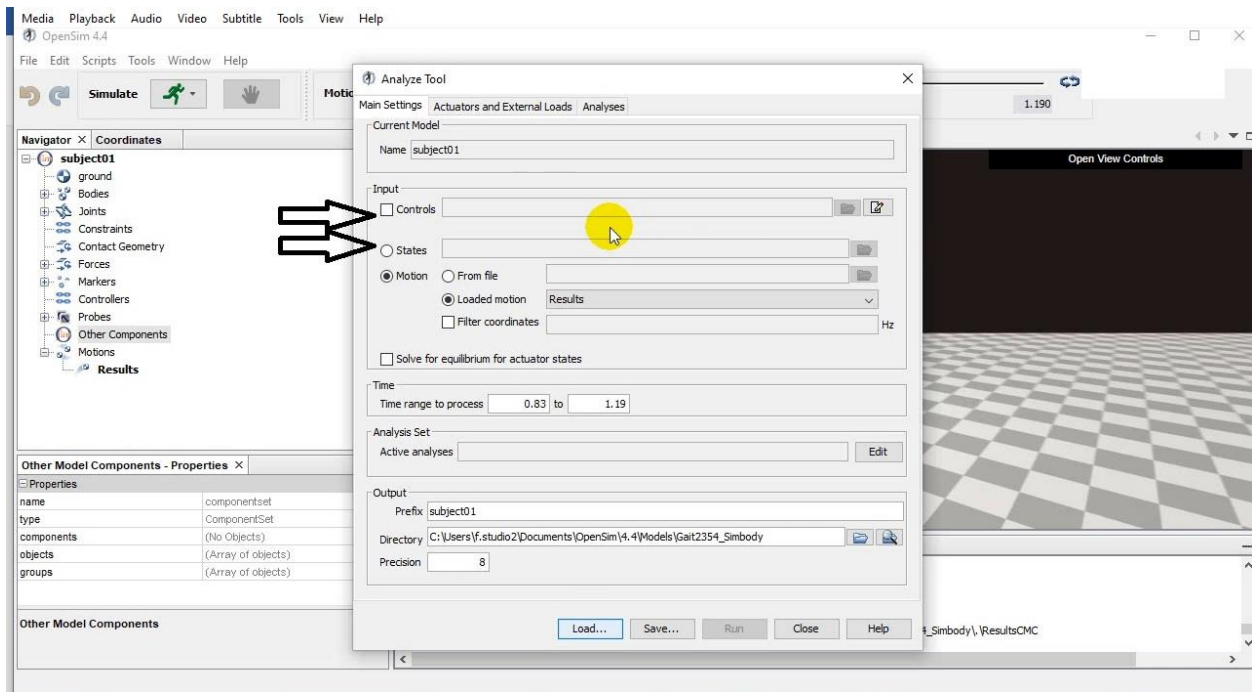 Media Playback Audio Video Subtitle Tools View Help
OpenSim 4.4
File Edit Scripts Tools Window Help
Simulate
1.190
Navigator × Coordinates
subject01
ground
Bodies
Joints
Constraints
Contact Geometry
Forces
Markers
Controllers
Probes
Other Components
Motions
Results
Other Model Components - Properties ×
Properties
name componentset
type ComponentSet
components (No Objects)
objects (Array of objects)
groups (Array of objects)
Other Model Components
Analyze Tool
Main Settings Actuators and External Loads Analyses
Current Model
Name subject01
Input
Controls
States
Motion From file
Loaded motion Results
Filter coordinates Hz
Solve for equilibrium for actuator states
Time
Time range to process 0.83 to 1.19
Analysis Set
Active analyses Edit
Output
Prefix subject01
Directory C:\Users\f.studio2\Documents\OpenSim\4.4\Models\Gait2354_Simbody
Precision 8
Load... Save... Run Close Help
Open View Controls
_Simbody\.\ResultsCMC